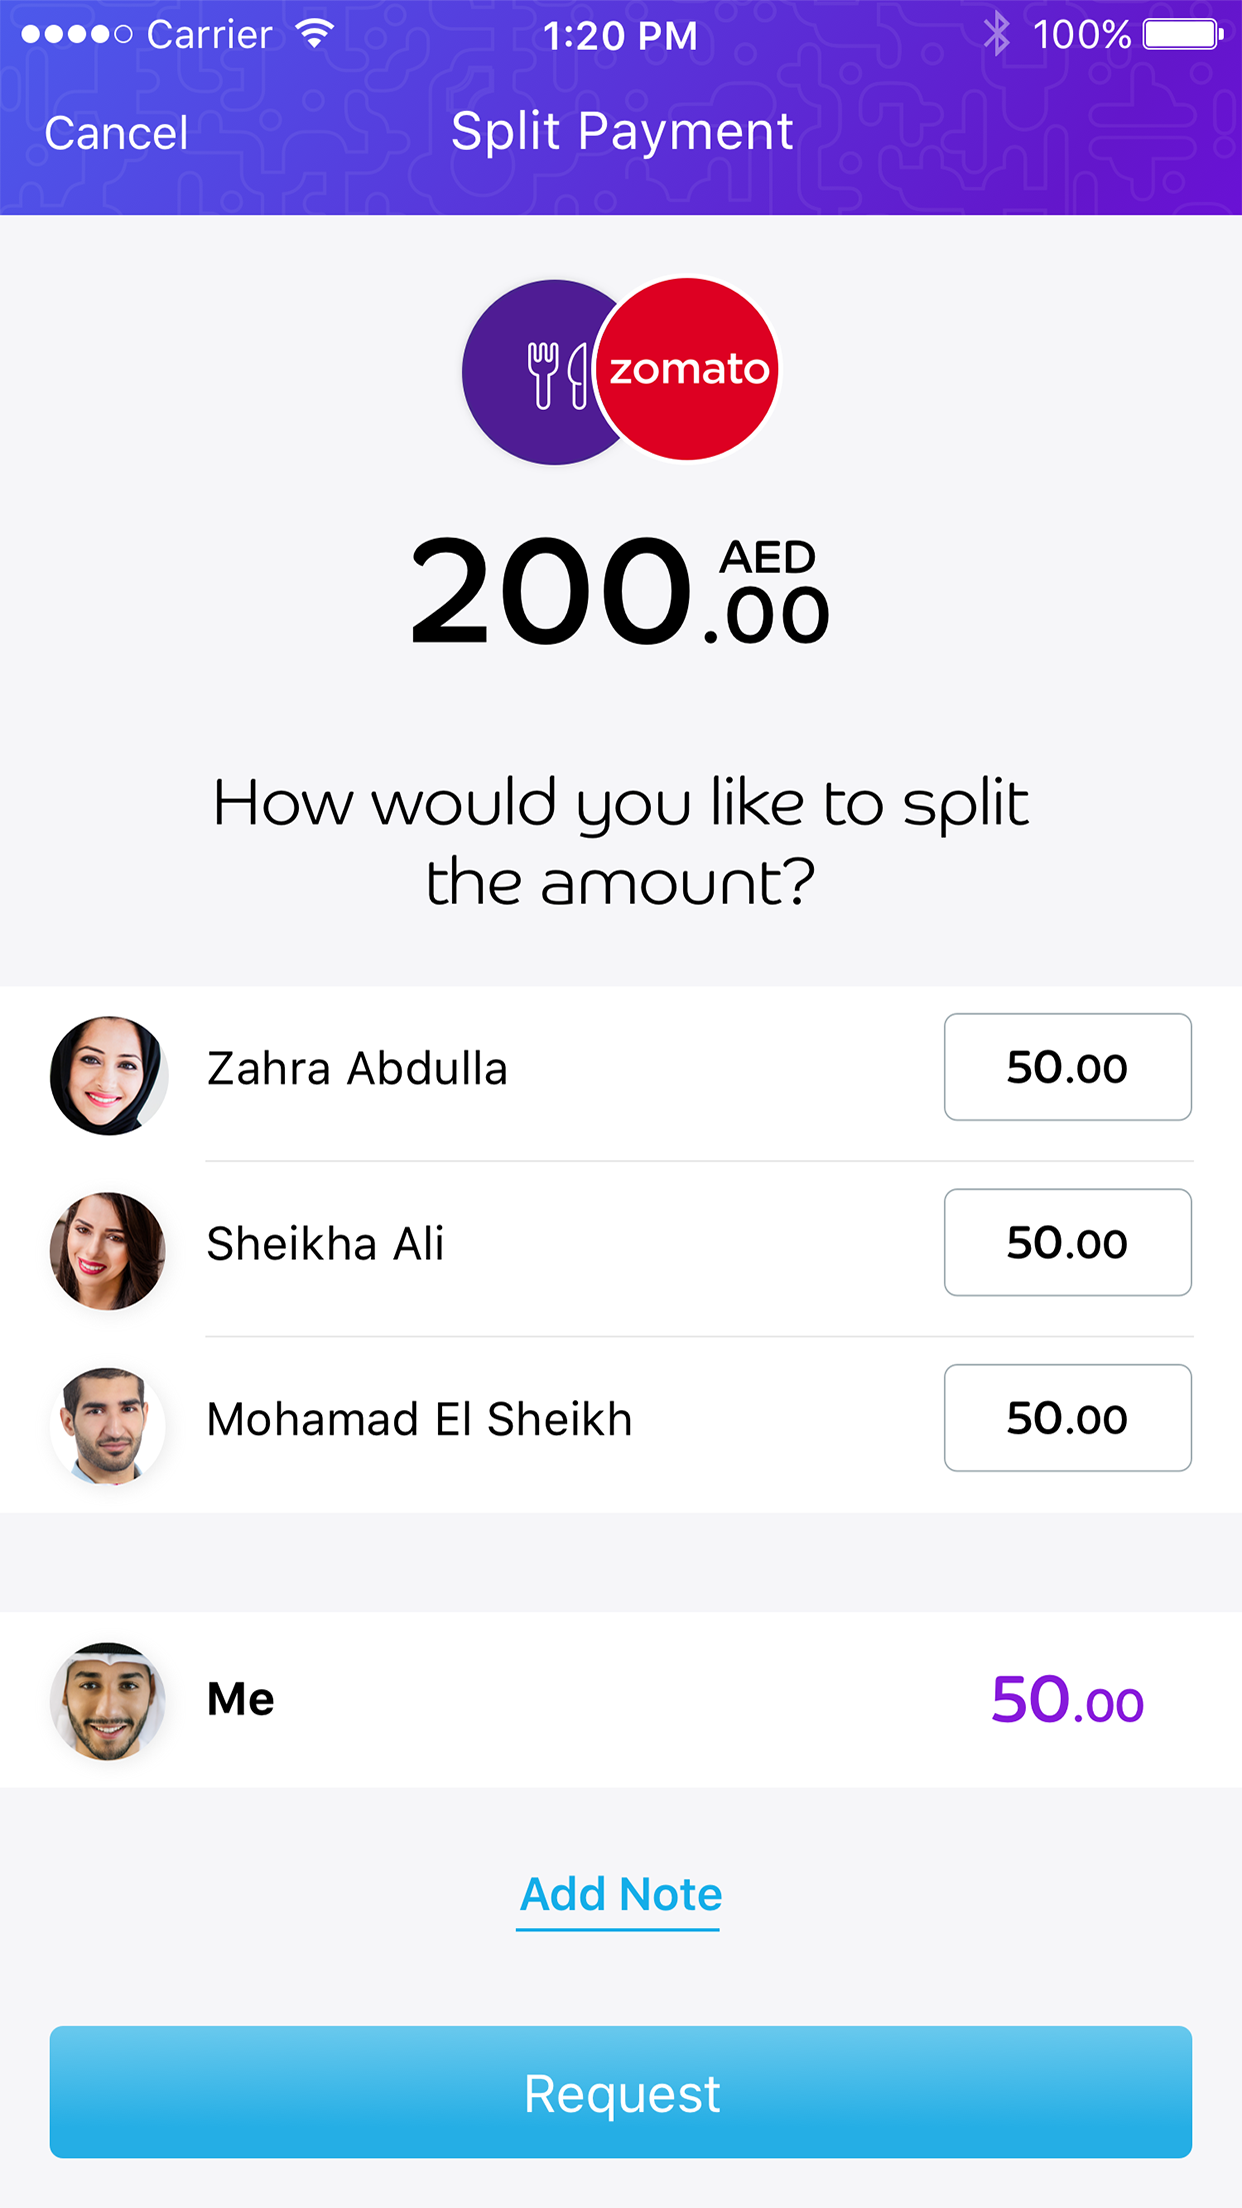 Carrier 1:20 PM 100%
Cancel Split Payment
zomato
200.00 AED
How would you like to split
the amount?
Zahra Abdulla 50.00
Sheikha Ali 50.00
Mohamad El Sheikh 50.00
Me 50.00
Add Note
Request